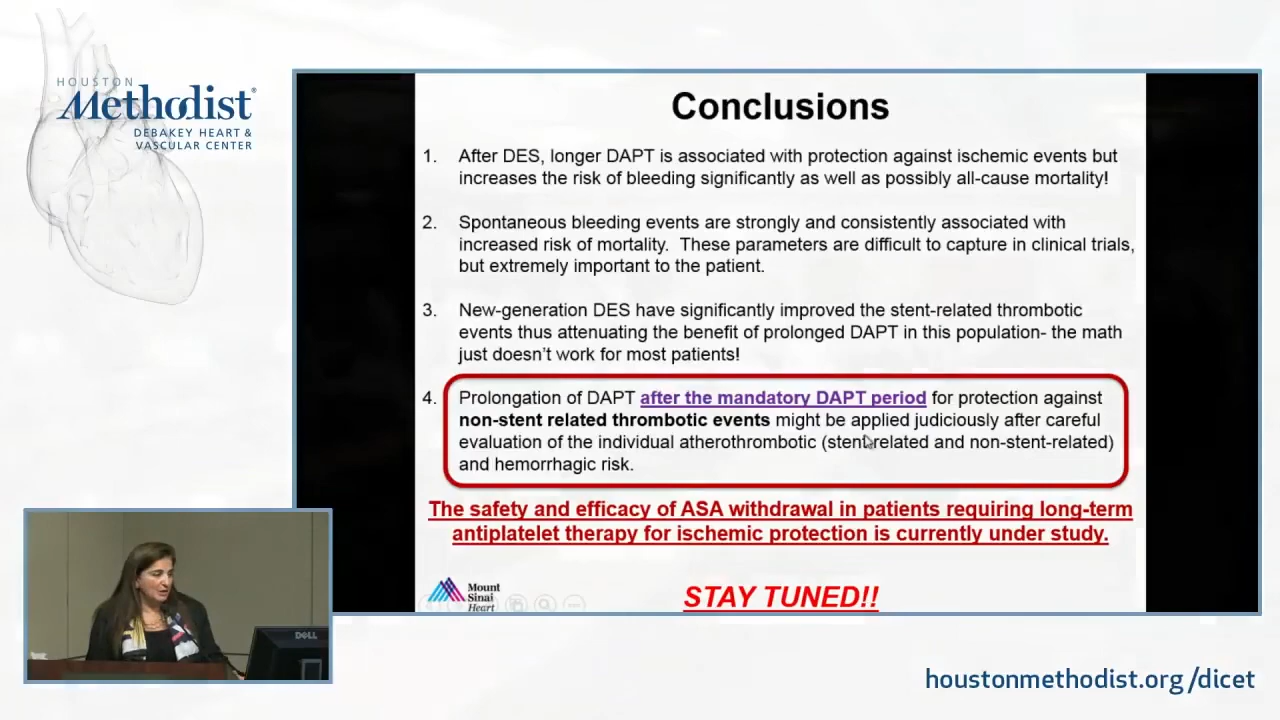 HOUSTON
Methodist®
DEBAKEY HEART &
VASCULAR CENTER
Conclusions
1. After DES, longer DAPT is associated with protection against ischemic events but
increases the risk of bleeding significantly as well as possibly all-cause mortality!
2. Spontaneous bleeding events are strongly and consistently associated with
increased risk of mortality. These parameters are difficult to capture in clinical trials,
but extremely important to the patient.
3. New-generation DES have significantly improved the stent-related thrombotic
events thus attenuating the benefit of prolonged DAPT in this population- the math
just doesn't work for most patients!
4. Prolongation of DAPT after the mandatory DAPT period for protection against
non-stent related thrombotic events might be applied judiciously after careful
evaluation of the individual atherothrombotic (stent-related and non-stent-related)
and hemorrhagic risk.
The safety and efficacy of ASA withdrawal in patients requiring long-term
antiplatelet therapy for ischemic protection is currently under study.
Mount
Sinai
Heart
STAY TUNED!!
DELL
houstonmethodist.org/dicet